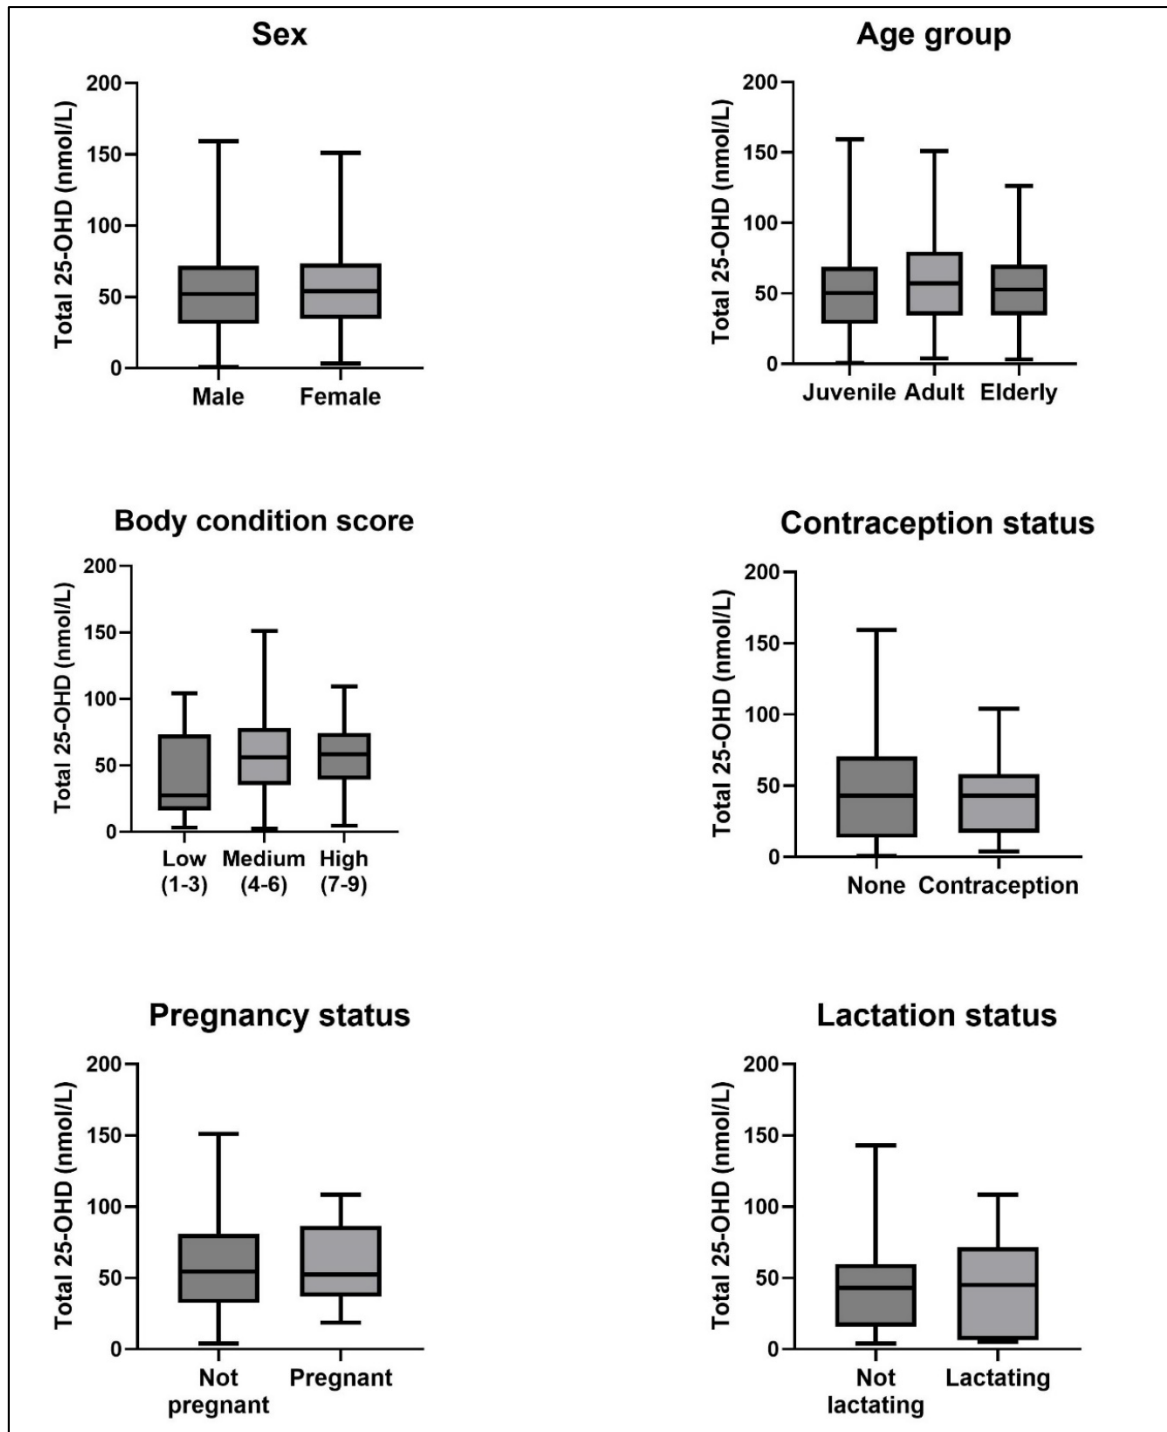 Sex
Total 25-OHD (nmol/L)
200
150
100
50
0
Male Female
Age group
Total 25-OHD (nmol/L)
200
150
100
50
0
Juvenile Adult Elderly
Body condition score
Total 25-OHD (nmol/L)
200
150
100
50
0
Low Medium High
(1-3) (4-6) (7-9)
Contraception status
Total 25-OHD (nmol/L)
200
150
100
50
0
None Contraception
Pregnancy status
Total 25-OHD (nmol/L)
200
150
100
50
0
Not Pregnant
pregnant
Lactation status
Total 25-OHD (nmol/L)
200
150
100
50
0
Not Lactating
lactating